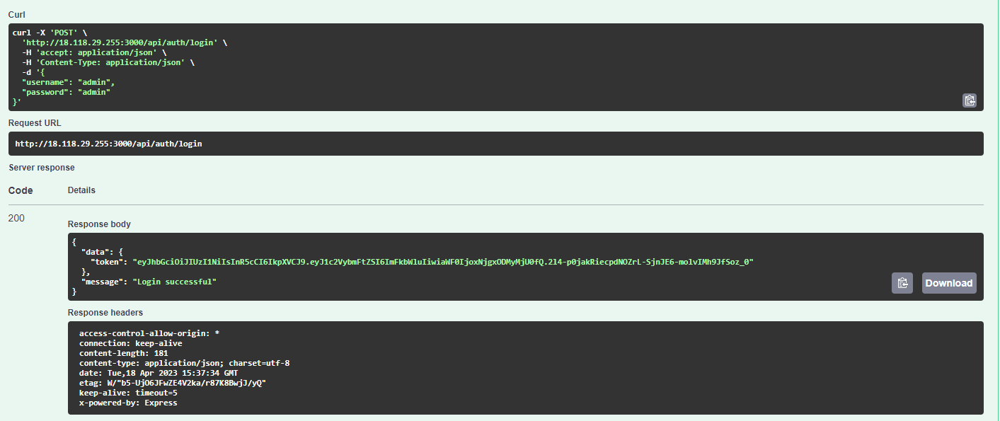 Curl
curl -X 'POST' \
  'http://18.118.29.255:3000/api/auth/login' \
  -H 'accept: application/json' \
  -H 'Content-Type: application/json' \
  -d '{
  "username": "admin",
  "password": "admin"
}'
Request URL
http://18.118.29.255:3000/api/auth/login
Server response
Code Details
200
Response body
{
  "data": {
    "token": "eyJhbGciOiJIUzI1NiIsInR5cCI6IkpXVCJ9.eyJ1c2VybmFtZSI6ImFkbWluIiwiaWF0IjoxNjgxODMyMjU0fQ.2l4-p0jakRiecpdNOZrL-SjnJE6-molvIMh9JfSoz_0"
  },
  "message": "Login successful"
}
Download
Response headers
access-control-allow-origin: *
connection: keep-alive
content-length: 181
content-type: application/json; charset=utf-8
date: Tue,18 Apr 2023 15:37:34 GMT
etag: W/"b5-UjO6JFwZE4V2ka/r87K8BwjJ/yQ"
keep-alive: timeout=5
x-powered-by: Express